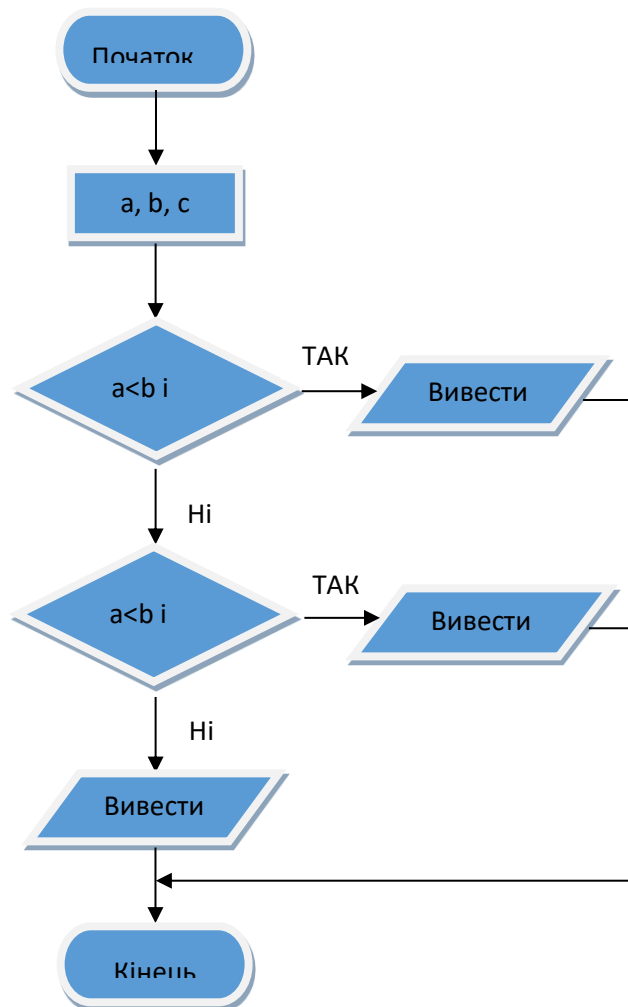 Початок
a, b, c
ТАК
a<b і
Вивести
Ні
ТАК
a<b і
Вивести
Ні
Вивести
Кінець